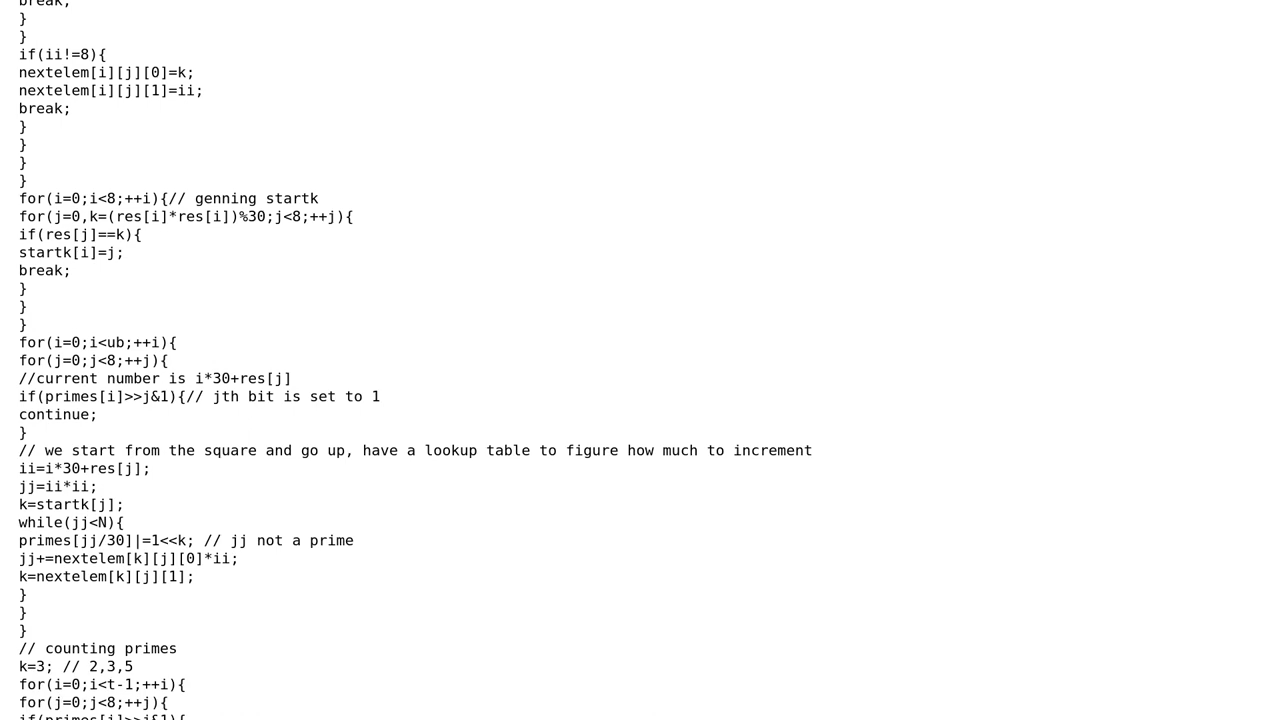 break;
}
}
if(ii!=8){
nextelem[i][j][0]=k;
nextelem[i][j][1]=ii;
break;
}
}
}
}
for(i=0;i<8;++i){// genning startk
for(j=0,k=(res[i]*res[i])%30;j<8;++j){
if(res[j]==k){
startk[i]=j;
break;
}
}
}
for(i=0;i<ub;++i){
for(j=0;j<8;++j){
//current number is i*30+res[j]
if(primes[i]>>j&1){// jth bit is set to 1
continue;
}
// we start from the square and go up, have a lookup table to figure how much to increment
ii=i*30+res[j];
jj=ii*ii;
k=startk[j];
while(jj<N){
primes[jj/30]|=1<<k; // jj not a prime
jj+=nextelem[k][j][0]*ii;
k=nextelem[k][j][1];
}
}
}
// counting primes
k=3; // 2,3,5
for(i=0;i<t-1;++i){
for(j=0;j<8;++j){
if(primes[i]>>j&1){